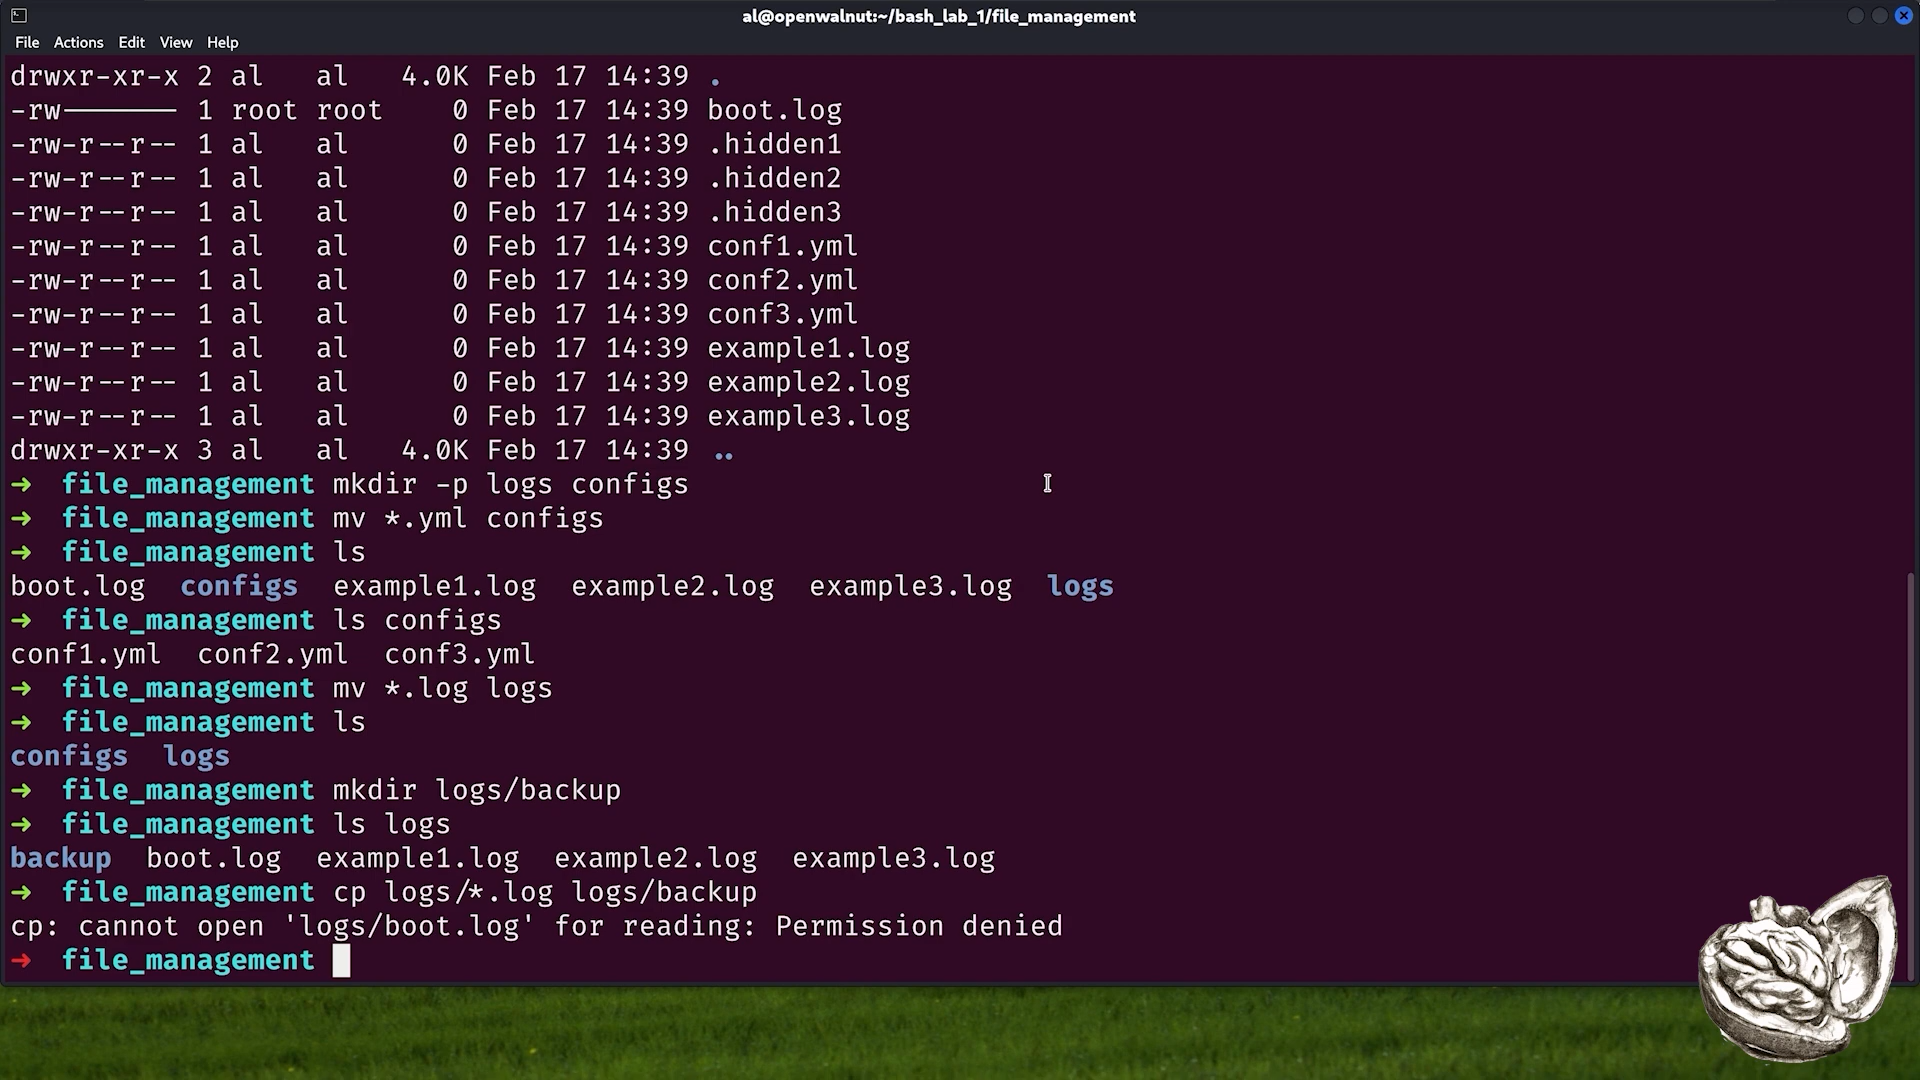 al@openwalnut:~/bash_lab_1/file_management
File Actions Edit View Help
drwxr-xr-x 2 al al 4.0K Feb 17 14:39 .
-rw------- 1 root root 0 Feb 17 14:39 boot.log
-rw-r--r-- 1 al al 0 Feb 17 14:39 .hidden1
-rw-r--r-- 1 al al 0 Feb 17 14:39 .hidden2
-rw-r--r-- 1 al al 0 Feb 17 14:39 .hidden3
-rw-r--r-- 1 al al 0 Feb 17 14:39 conf1.yml
-rw-r--r-- 1 al al 0 Feb 17 14:39 conf2.yml
-rw-r--r-- 1 al al 0 Feb 17 14:39 conf3.yml
-rw-r--r-- 1 al al 0 Feb 17 14:39 example1.log
-rw-r--r-- 1 al al 0 Feb 17 14:39 example2.log
-rw-r--r-- 1 al al 0 Feb 17 14:39 example3.log
drwxr-xr-x 3 al al 4.0K Feb 17 14:39 ..
→ file_management mkdir -p logs configs
→ file_management mv *.yml configs
→ file_management ls
boot.log configs example1.log example2.log example3.log logs
→ file_management ls configs
conf1.yml conf2.yml conf3.yml
→ file_management mv *.log logs
→ file_management ls
configs logs
→ file_management mkdir logs/backup
→ file_management ls logs
backup boot.log example1.log example2.log example3.log
→ file_management cp logs/*.log logs/backup
cp: cannot open 'logs/boot.log' for reading: Permission denied
→ file_management